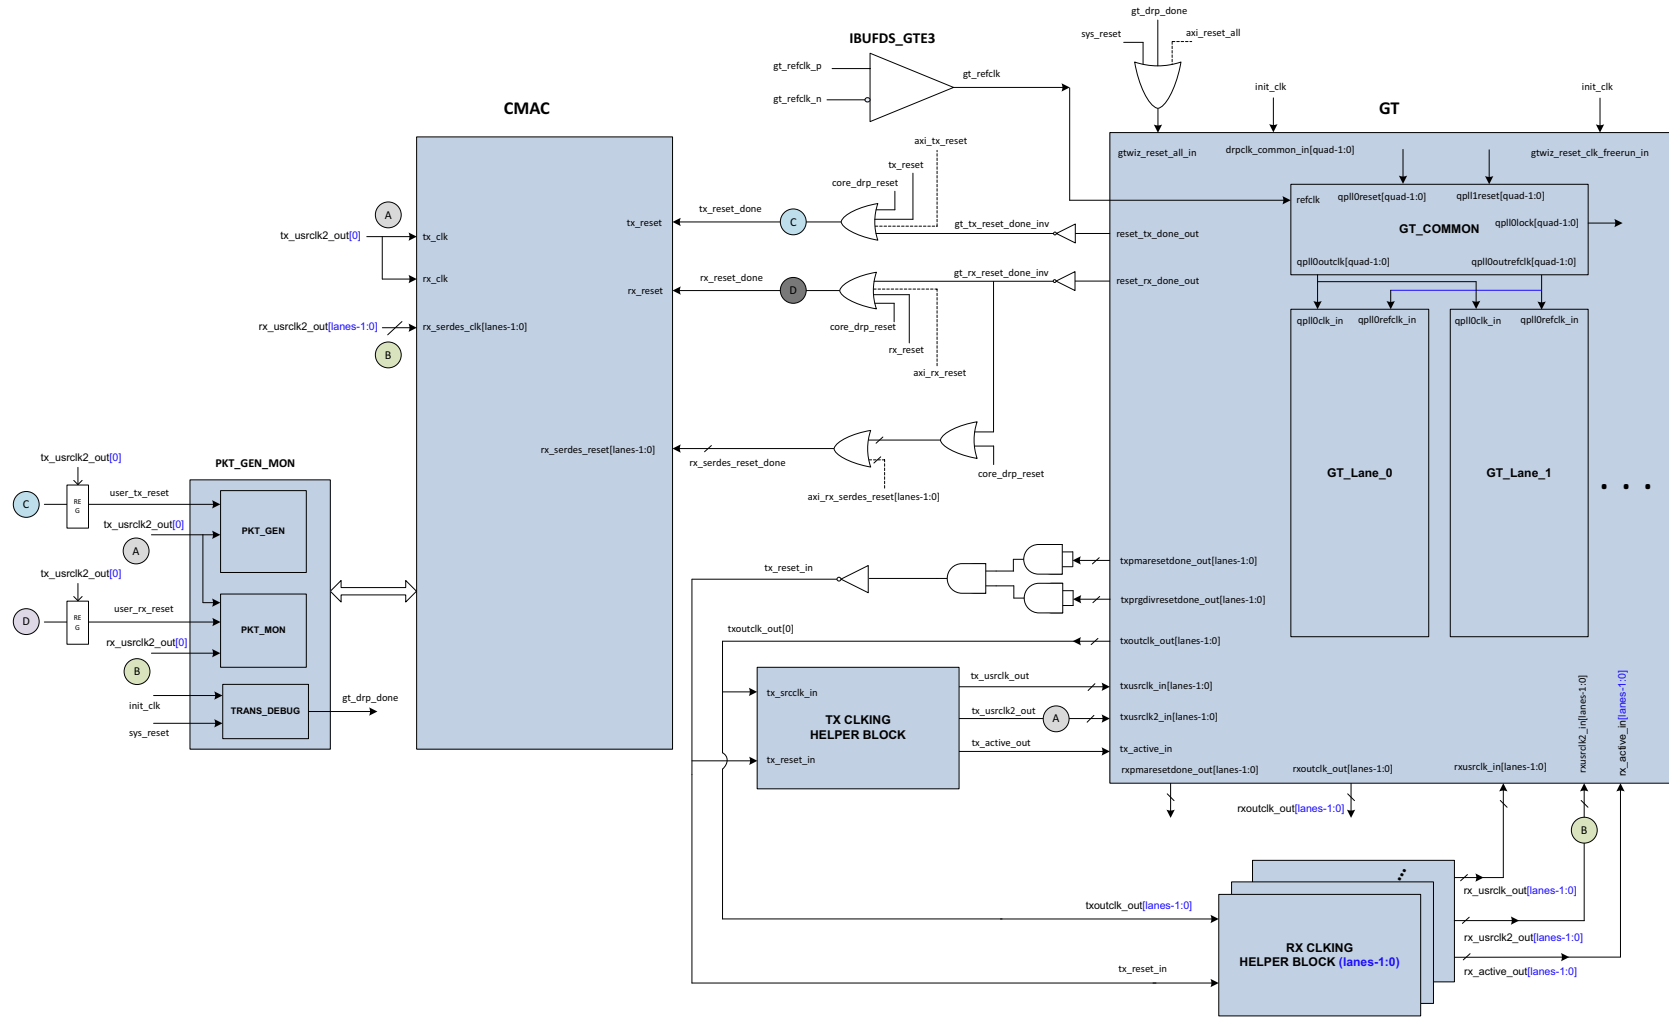 gt_drp_done
sys_reset
axi_reset_all
IBUFDS_GTE3
gt_refclk_p
gt_refclk_n
gt_refclk
init_clk
init_clk
CMAC
GT
gtwiz_reset_all_in
drpclk_common_in[quad-1:0]
gtwiz_reset_clk_freerun_in
refclk
qpll0reset[quad-1:0]
qpll1reset[quad-1:0]
GT_COMMON
qpll0lock[quad-1:0]
qpll0outclk[quad-1:0]
qpll0outrefclk[quad-1:0]
qpll0clk_in
qpll0refclk_in
qpll0clk_in
qpll0refclk_in
GT_Lane_0
GT_Lane_1
. . .
axi_tx_reset
tx_reset
core_drp_reset
A
tx_usrclk2_out[0]
tx_clk
rx_clk
rx_usrclk2_out[lanes-1:0]
rx_serdes_clk[lanes-1:0]
B
tx_reset
tx_reset_done
C
gt_tx_reset_done_inv
reset_tx_done_out
rx_reset
rx_reset_done
D
gt_rx_reset_done_inv
reset_rx_done_out
core_drp_reset
rx_reset
axi_rx_reset
rx_serdes_reset[lanes-1:0]
rx_serdes_reset_done
core_drp_reset
axi_rx_serdes_reset[lanes-1:0]
PKT_GEN_MON
tx_usrclk2_out[0]
C
RE
G
user_tx_reset
tx_usrclk2_out[0]
A
PKT_GEN
tx_usrclk2_out[0]
D
RE
G
user_rx_reset
rx_usrclk2_out[0]
B
PKT_MON
init_clk
sys_reset
TRANS_DEBUG
gt_drp_done
tx_reset_in
txpmaresetdone_out[lanes-1:0]
txprgdivresetdone_out[lanes-1:0]
txoutclk_out[0]
txoutclk_out[lanes-1:0]
tx_srcclk_in
TX CLKING
HELPER BLOCK
tx_reset_in
tx_usrclk_out
txusrclk_in[lanes-1:0]
tx_usrclk2_out
A
txusrclk2_in[lanes-1:0]
tx_active_out
tx_active_in
rxpmaresetdone_out[lanes-1:0]
rxoutclk_out[lanes-1:0]
rxusrclk_in[lanes-1:0]
rxusrclk2_in[lanes-1:0]
rx_active_in[lanes-1:0]
rxoutclk_out[lanes-1:0]
B
txoutclk_out[lanes-1:0]
tx_reset_in
RX CLKING
HELPER BLOCK (lanes-1:0)
rx_usrclk_out[lanes-1:0]
rx_usrclk2_out[lanes-1:0]
rx_active_out[lanes-1:0]